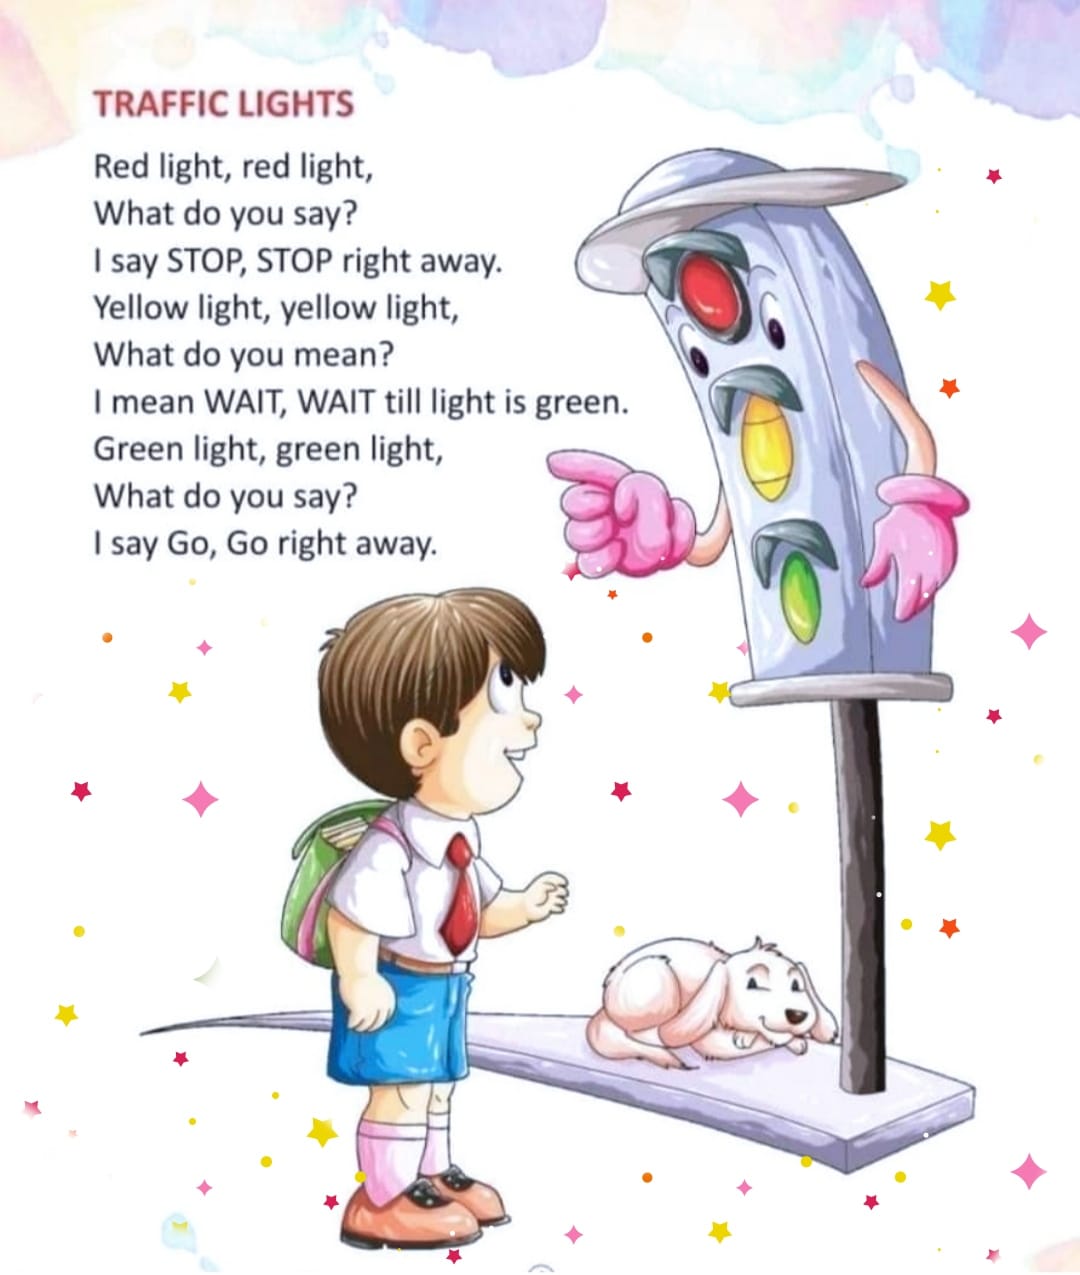 TRAFFIC LIGHTS
Red light, red light,
What do you say?
I say STOP, STOP right away.
Yellow light, yellow light,
What do you mean?
I mean WAIT, WAIT till light is green.
Green light, green light,
What do you say?
I say Go, Go right away.